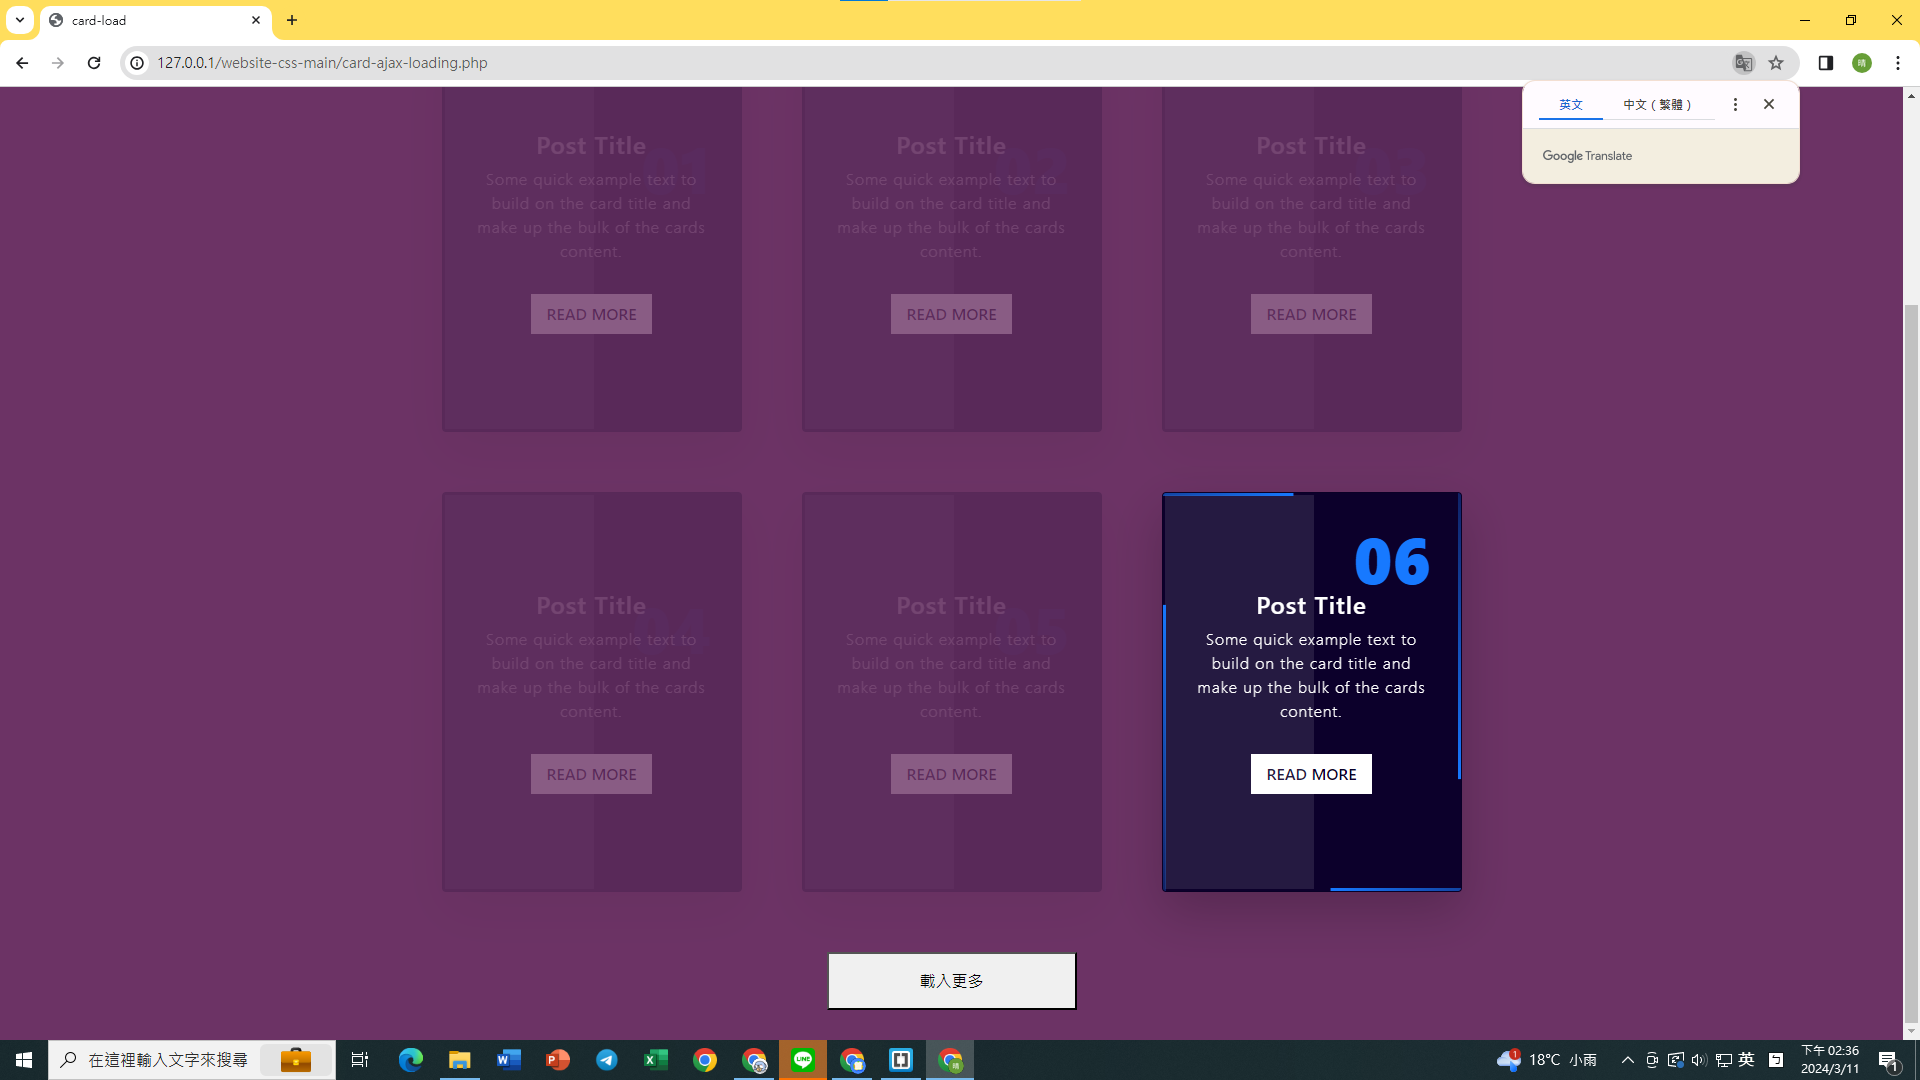 card-load
127.0.0.1/website-css-main/card-ajax-loading.php
英文
中文（繁體）
Google Translate
01
Post Title
Some quick example text to
build on the card title and
make up the bulk of the cards
content.
READ MORE
02
Post Title
Some quick example text to
build on the card title and
make up the bulk of the cards
content.
READ MORE
03
Post Title
Some quick example text to
build on the card title and
make up the bulk of the cards
content.
READ MORE
04
Post Title
Some quick example text to
build on the card title and
make up the bulk of the cards
content.
READ MORE
05
Post Title
Some quick example text to
build on the card title and
make up the bulk of the cards
content.
READ MORE
06
Post Title
Some quick example text to
build on the card title and
make up the bulk of the cards
content.
READ MORE
載入更多
在這裡輸入文字來搜尋
1
18°C 小雨
英
下午 02:36
2024/3/11
1